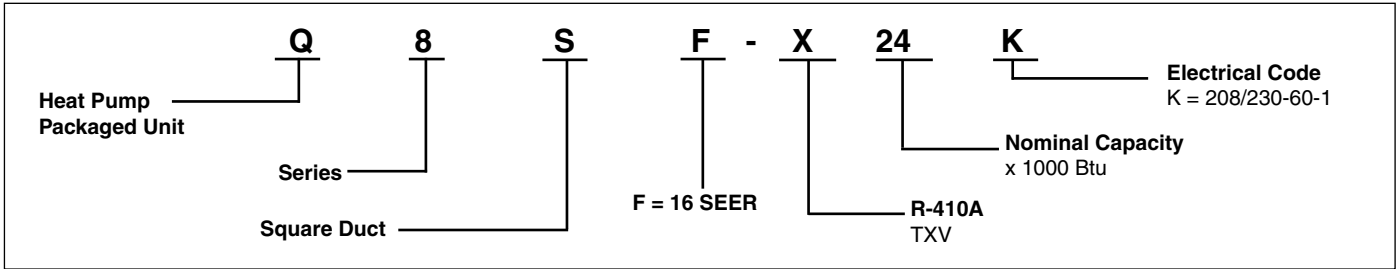 Q 8 S F - X 24 K
Electrical Code
K = 208/230-60-1
Heat Pump
Packaged Unit
Nominal Capacity
x 1000 Btu
Series
F = 16 SEER
R-410A
TXV
Square Duct